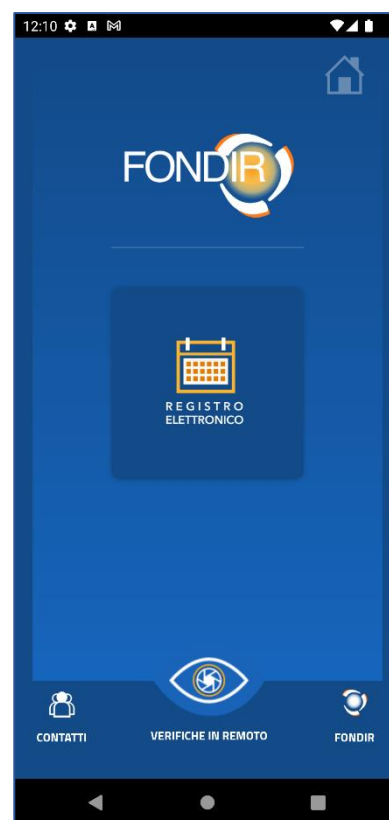 12:10
FONDIR
REGISTRO
ELETTRONICO
CONTATTI
VERIFICHE IN REMOTO
FONDIR